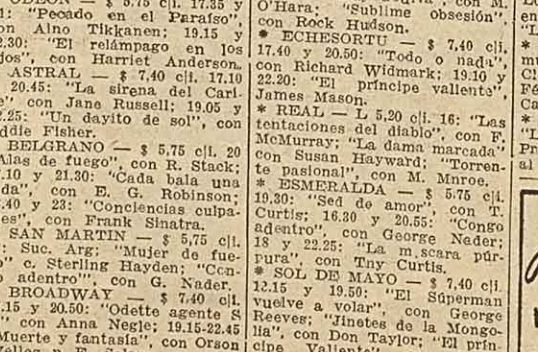 $ 5.75 c|l. 17.35 y
1: "Pecado en el Paraíso",
on Aino Tikkanen; 19.15 y
2.30: "El relámpago en los
jos", con Harriet Anderson.
ASTRAL — $ 7.40 c|l. 17.10
20.45: "La sirena del Cari-
e" con Jane Russell; 19.05 y
2.25: "Un dayito de sol", con
ddie Fisher.
BELGRANO — $ 5.75 c|l. 20
Alas de fuego", con R. Stack;
7.10 y 21.30: "Cada bala una
da", con E. G. Robinson;
.40 y 23: "Conciencias culpa-
es", con Frank Sinatra.
SAN MARTIN — $ 5,75 c|l.
: Suc. Arg; "Mujer de fue-
o" c. Sterling Hayden; "Con-
o adentro", con G. Nader.
BROADWAY — $ 7.40 c|l.
.15 y 20.50: "Odette agente S
" con Anna Negle; 19.15-22.45
Muerte y fantasía", con Orson
O'Hara; "Sublime obsesión",
con Rock Hudson.
* ECHESORTU — $ 7,40 c|l.
17.40 y 20.50: "Todo o nada",
con Richard Widmark; 19.10 y
22.20: "El príncipe valiente",
James Mason.
* REAL — L 5.20 c|l. 16: "Las
tentaciones del diablo", con F.
McMurray; "La dama marcada"
con Susan Hayward; "Torren-
te pasional", con M. Mnroe.
* ESMERALDA — $ 5.75 c|l.
19.30: "Sed de amor", con T.
Curtis; 16.30 y 20.55: "Congo
adentro", con George Nader;
18 y 22.25: "La m scara púr-
pura", con Tny Curtis.
* SOL DE MAYO — $ 7,40 c|l.
12.15 y 19.50: "El Súperman
vuelve a volar", con George
Reeves; "Jinetes de la Mongo-
lia", con Don Taylor; "El prín-
cipe Valiente"